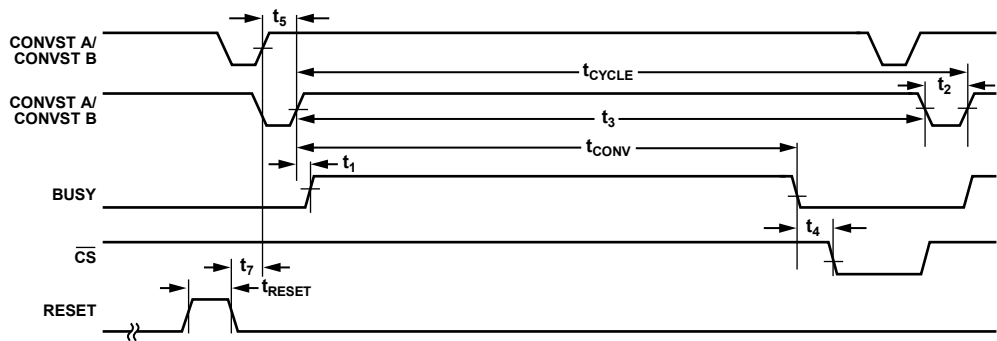 t5
CONVST A/
CONVST B
tCYCLE
CONVST A/
CONVST B
t2
t3
tCONV
t1
BUSY
t4
CS
t7
tRESET
RESET